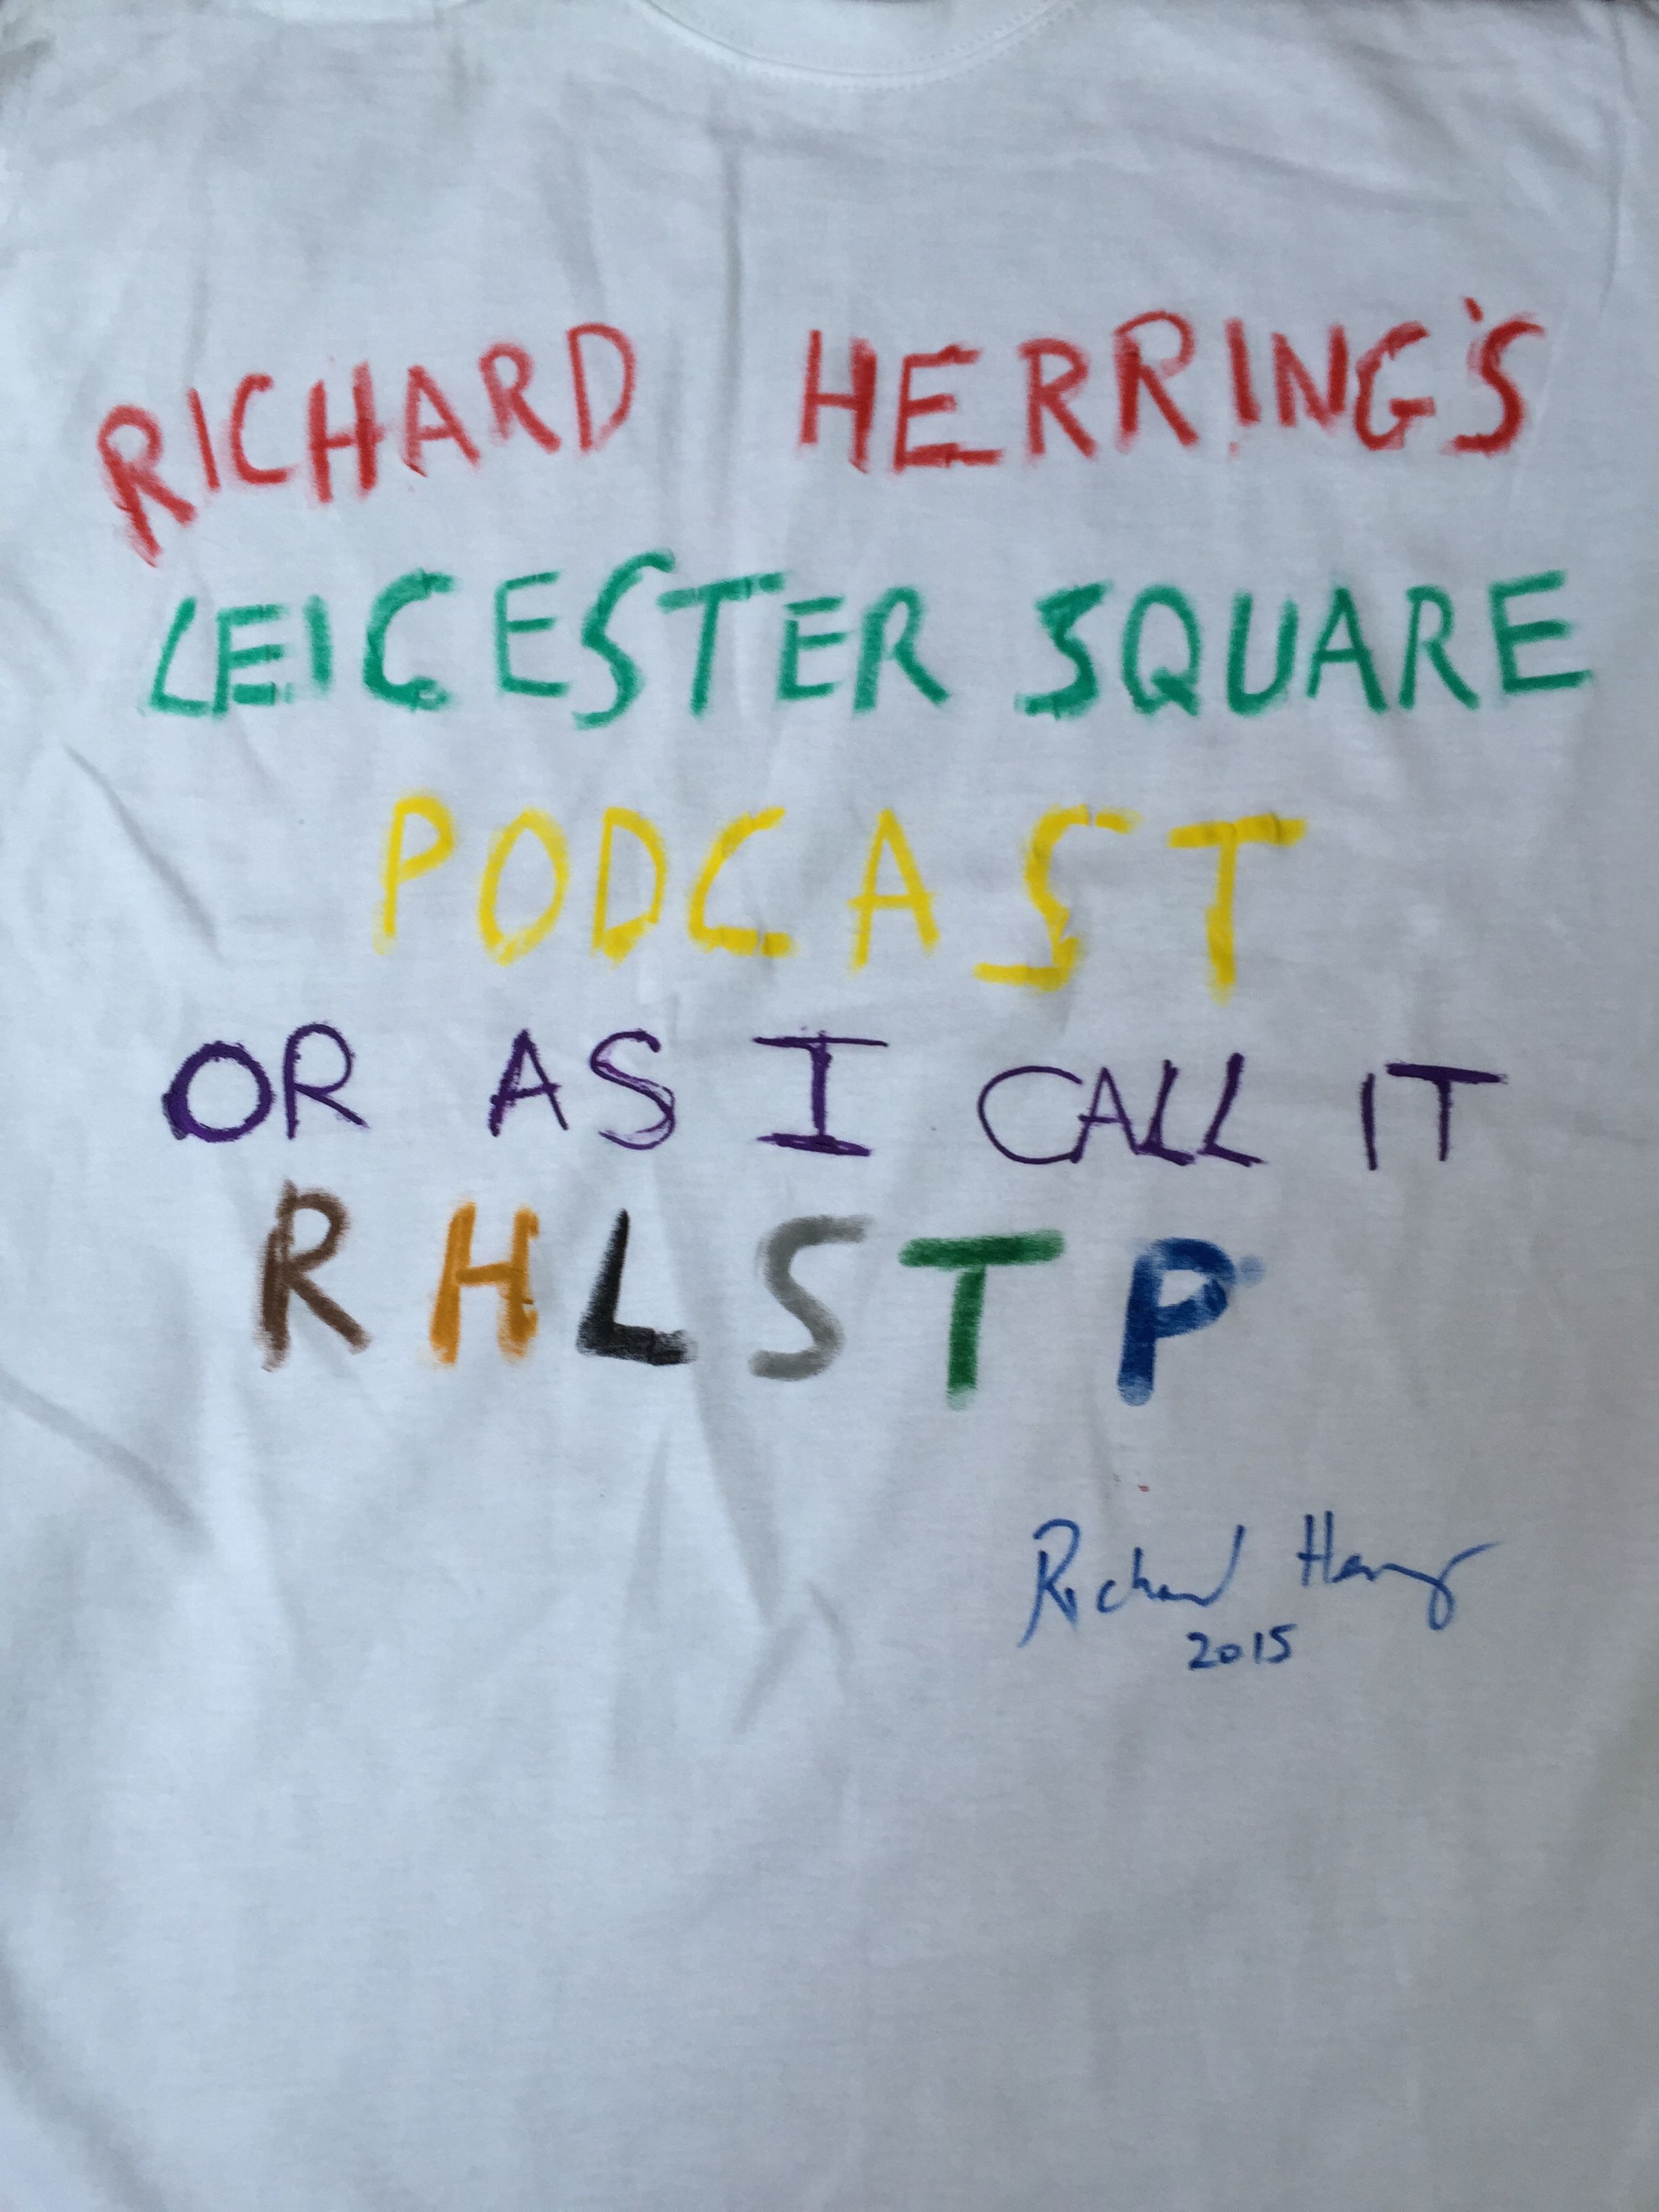 RICHARD HERRING'S
LEICESTER SQUARE
PODCAST
OR AS I CALL IT
RHLSTP
Richard Herring
2015